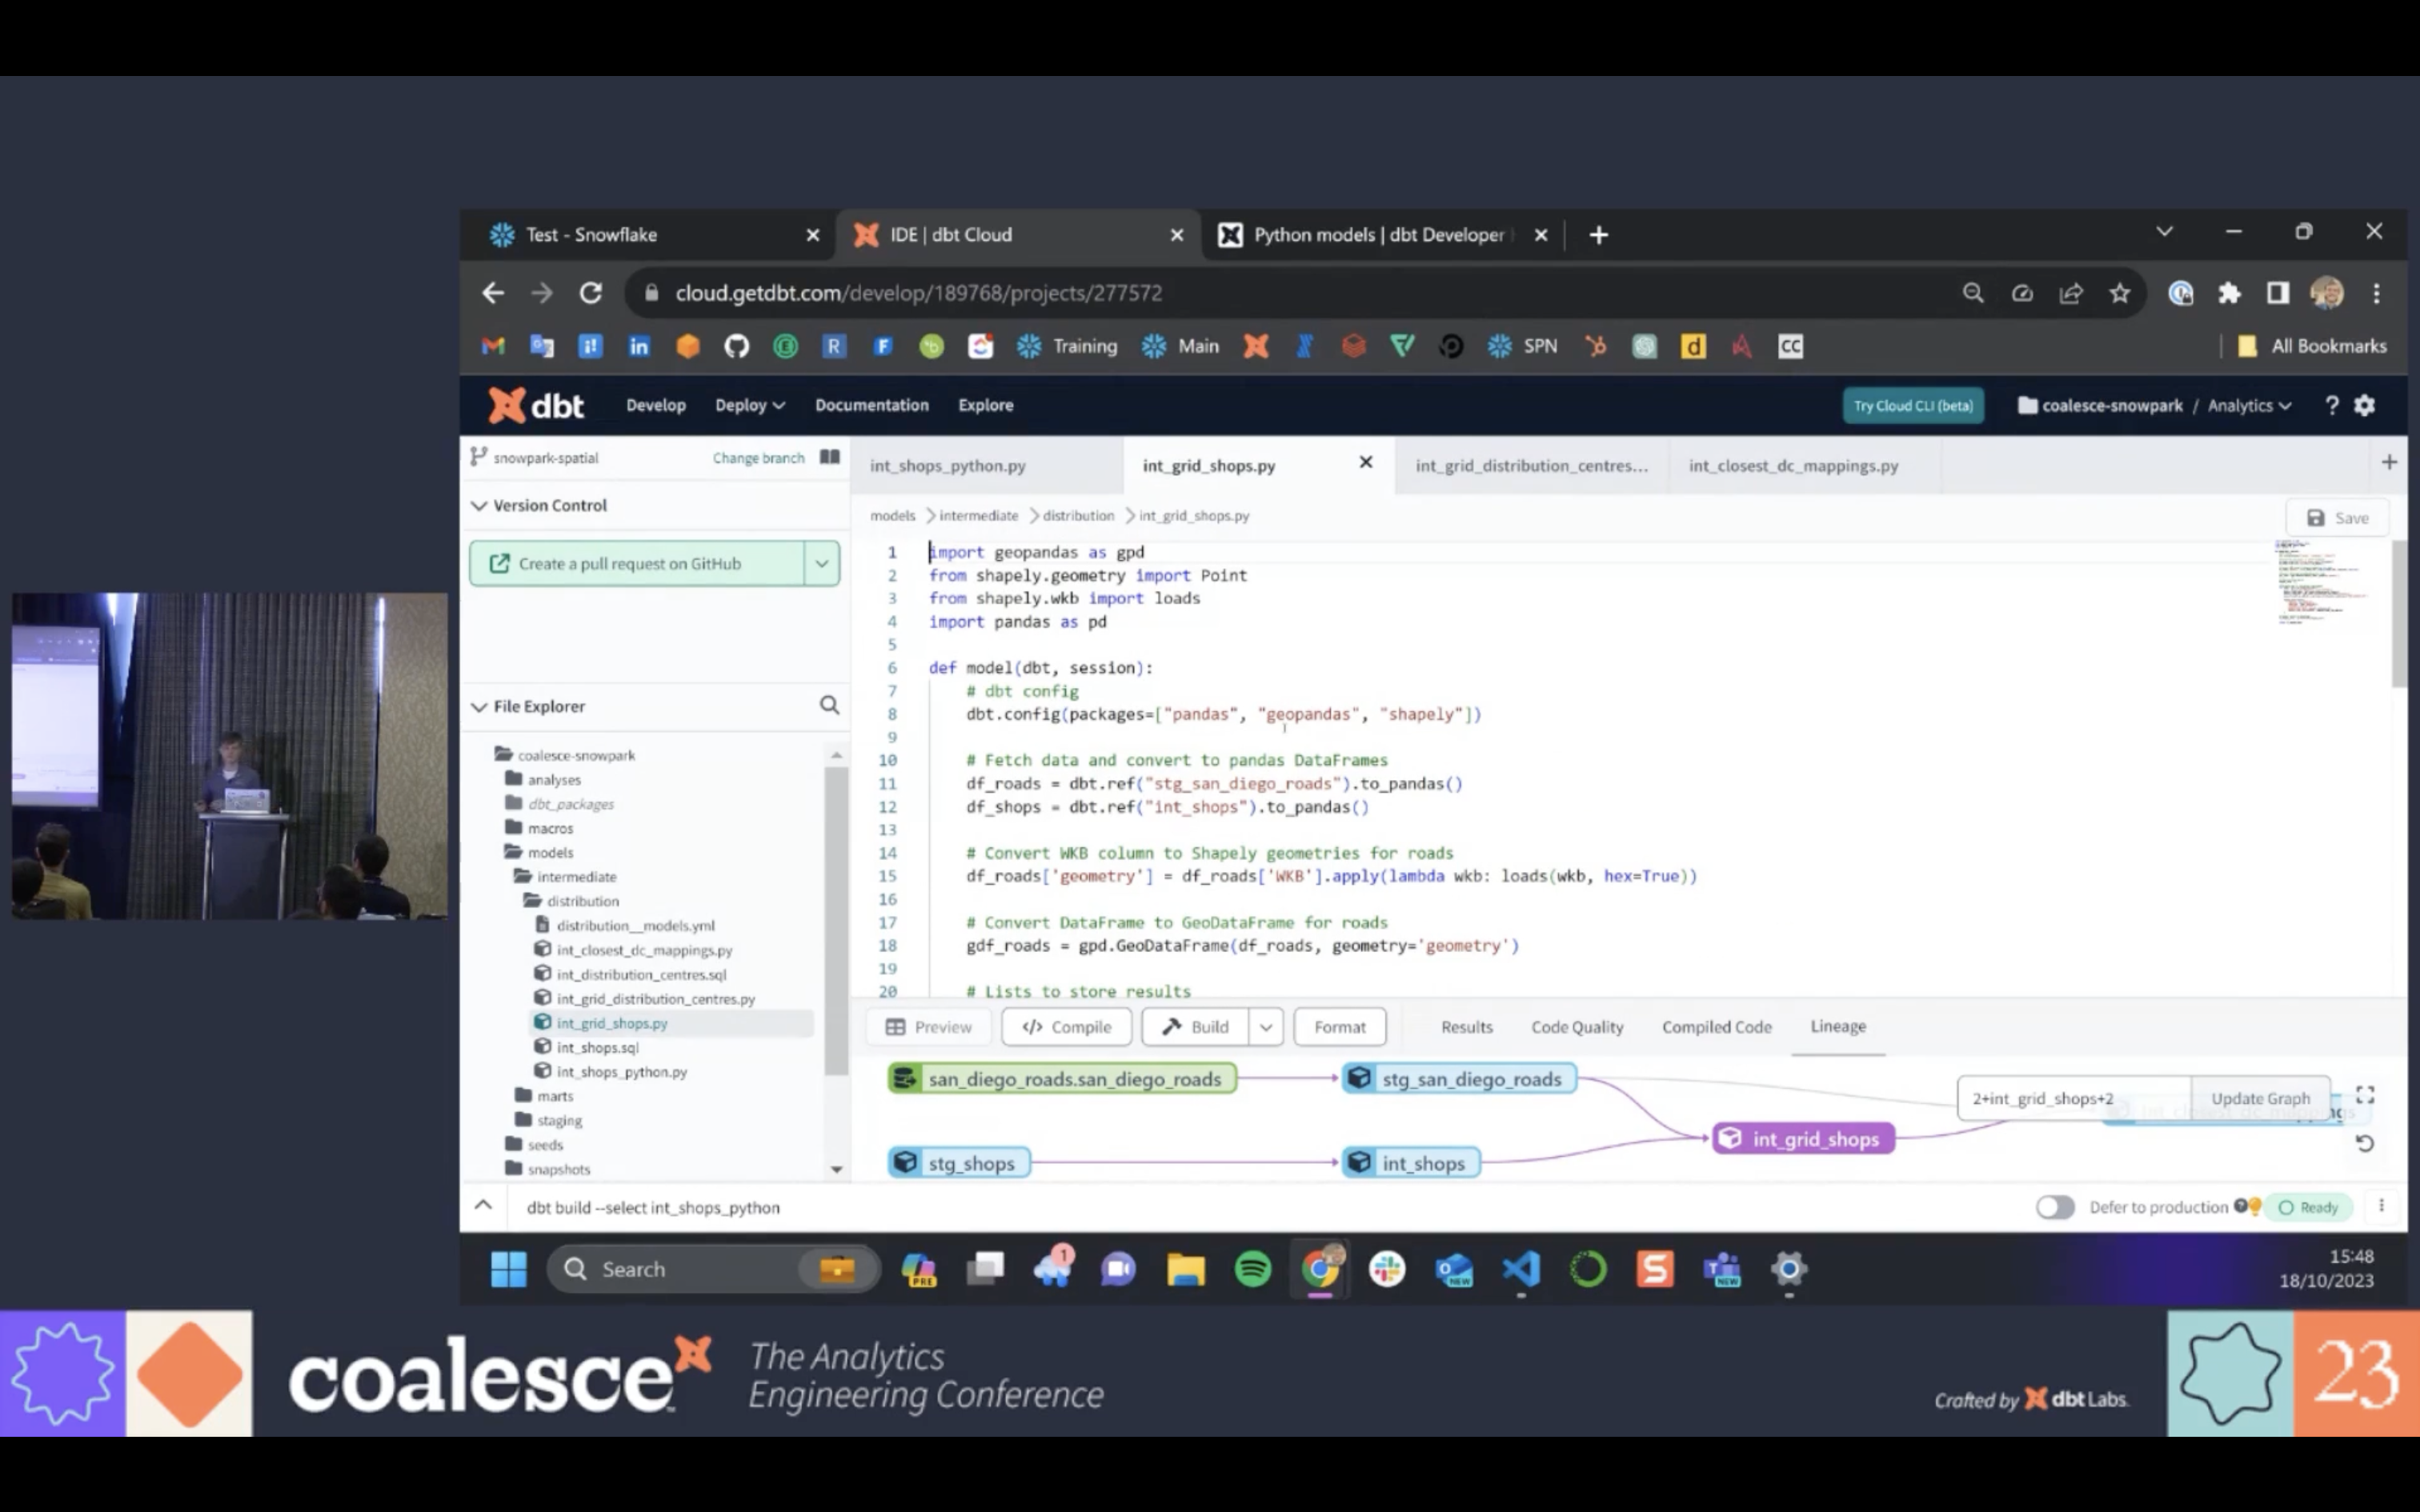 Test - Snowflake
IDE | dbt Cloud
Python models | dbt Developer
cloud.getdbt.com/develop/189768/projects/277572
Training
Main
SPN
All Bookmarks
dbt
Develop
Deploy
Documentation
Explore
Try Cloud CLI (beta)
coalesce-snowpark / Analytics
snowpark-spatial
Change branch
Version Control
Create a pull request on GitHub
File Explorer
coalesce-snowpark
analyses
dbt_packages
macros
models
intermediate
distribution
distribution__models.yml
int_closest_dc_mappings.py
int_distribution_centres.sql
int_grid_distribution_centres.py
int_grid_shops.py
int_shops.sql
int_shops_python.py
marts
staging
seeds
snapshots
int_shops_python.py
int_grid_shops.py
int_grid_distribution_centres...
int_closest_dc_mappings.py
models > intermediate > distribution > int_grid_shops.py
Save
1 import geopandas as gpd
2 from shapely.geometry import Point
3 from shapely.wkb import loads
4 import pandas as pd
5
6 def model(dbt, session):
7 # dbt config
8 dbt.config(packages=["pandas", "geopandas", "shapely"])
9
10 # Fetch data and convert to pandas DataFrames
11 df_roads = dbt.ref("stg_san_diego_roads").to_pandas()
12 df_shops = dbt.ref("int_shops").to_pandas()
13
14 # Convert WKB column to Shapely geometries for roads
15 df_roads['geometry'] = df_roads['WKB'].apply(lambda wkb: loads(wkb, hex=True))
16
17 # Convert DataFrame to GeoDataFrame for roads
18 gdf_roads = gpd.GeoDataFrame(df_roads, geometry='geometry')
19
20 # Lists to store results
Preview
</> Compile
Build
Format
Results
Code Quality
Compiled Code
Lineage
san_diego_roads.san_diego_roads
stg_san_diego_roads
2+int_grid_shops+2
Update Graph
int_closest_dc_mappings
int_grid_shops
stg_shops
int_shops
dbt build --select int_shops_python
Defer to production
Ready
Search
PRE
1
NEW
NEW
15:48
18/10/2023
coalesce
The Analytics
Engineering Conference
Crafted by dbt Labs
23